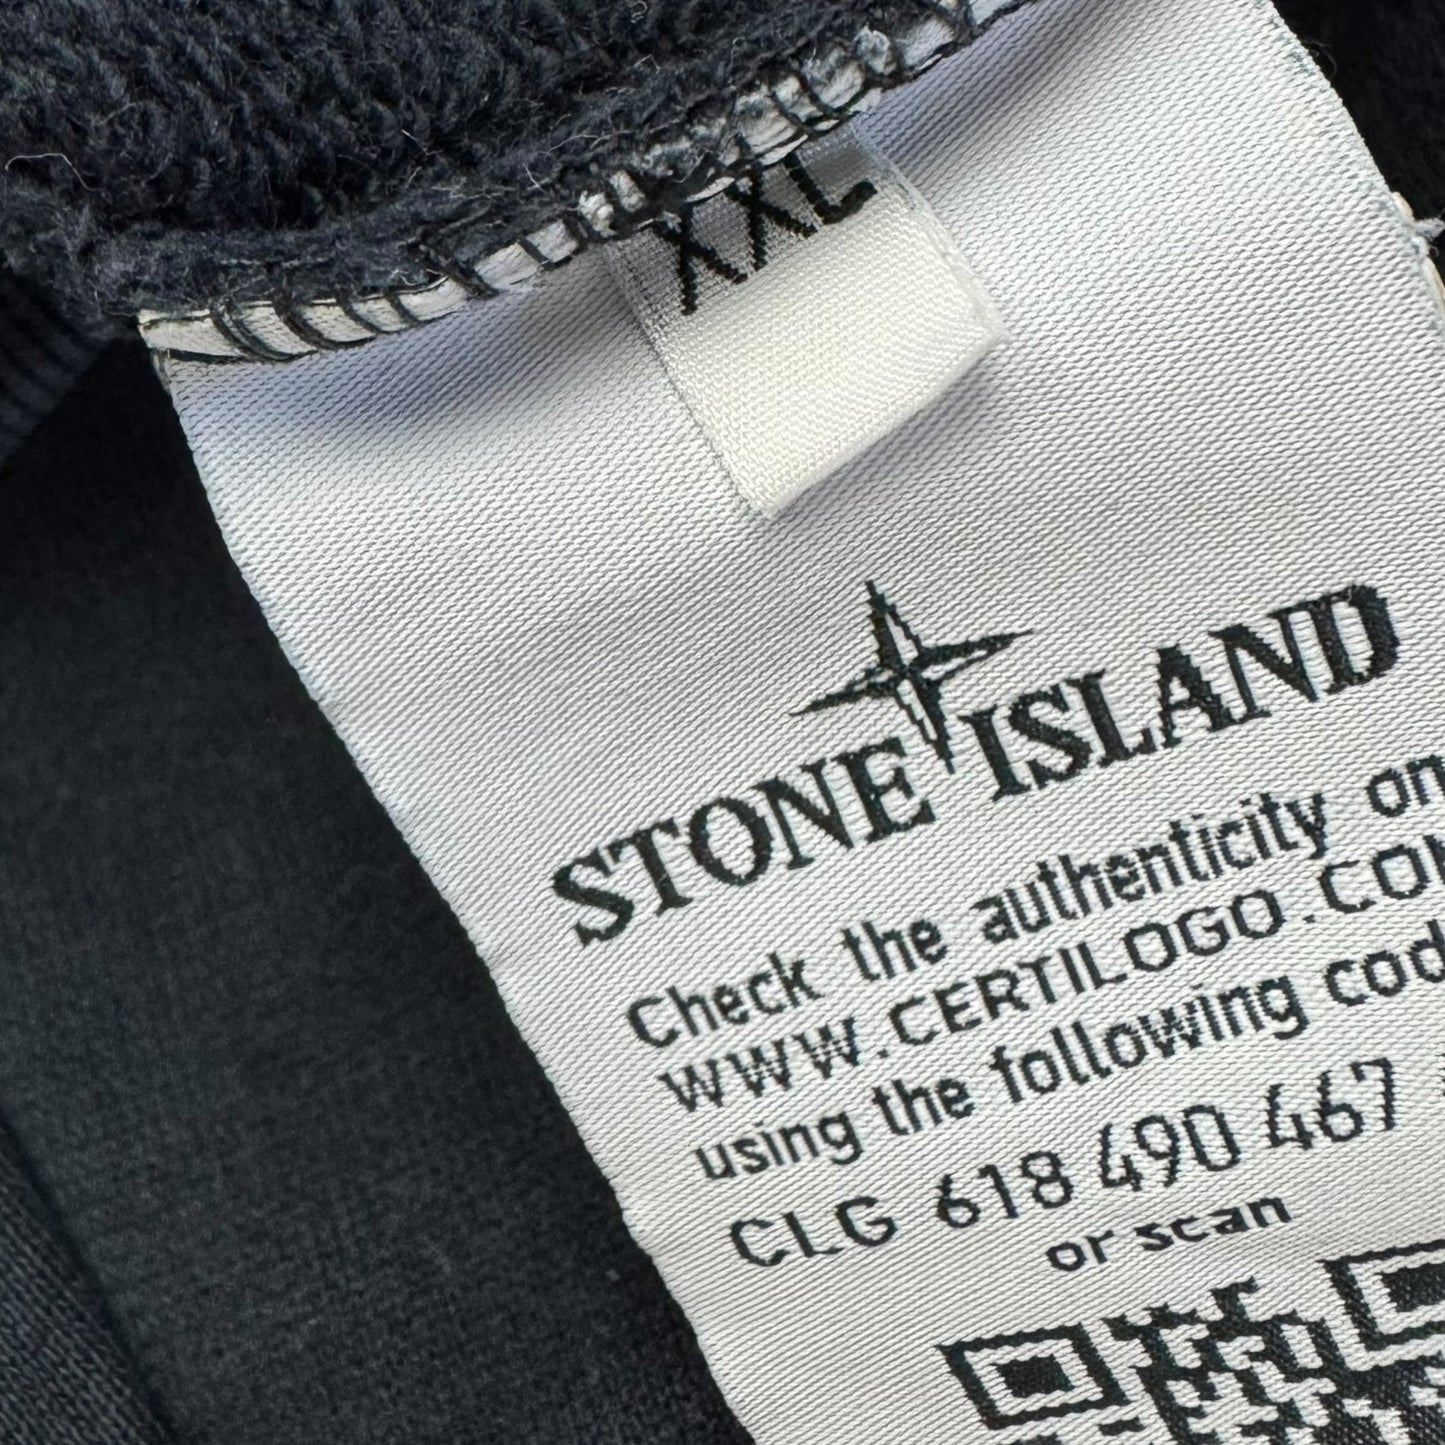 XXL
STONE ISLAND
Check the authenticity on
WWW.CERTILOGO.COM
using the following cod
CLG 618 490 467
or scan